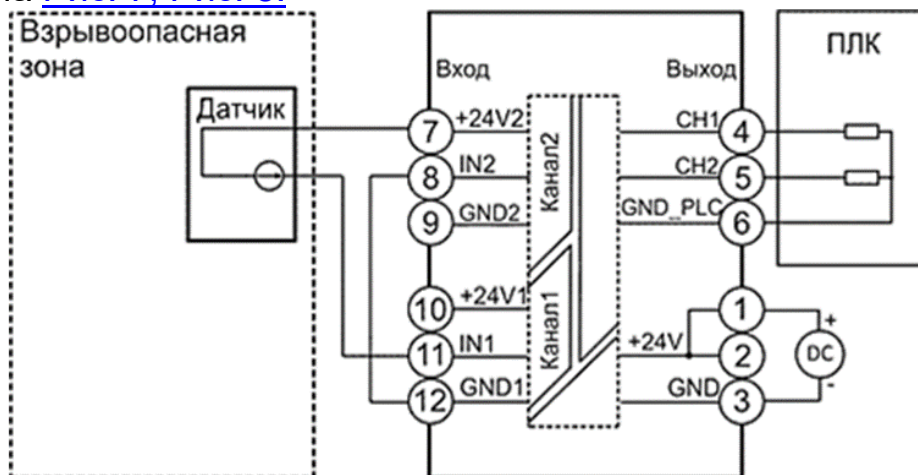 Взрывоопасная
зона
Датчик
Вход
Выход
ПЛК
7
+24V2
8
IN2
9
GND2
10
+24V1
11
IN1
12
GND1
Канал2
Канал1
CH1
4
CH2
5
GND_PLC
6
1
+24V
2
GND
3
+
DC
-